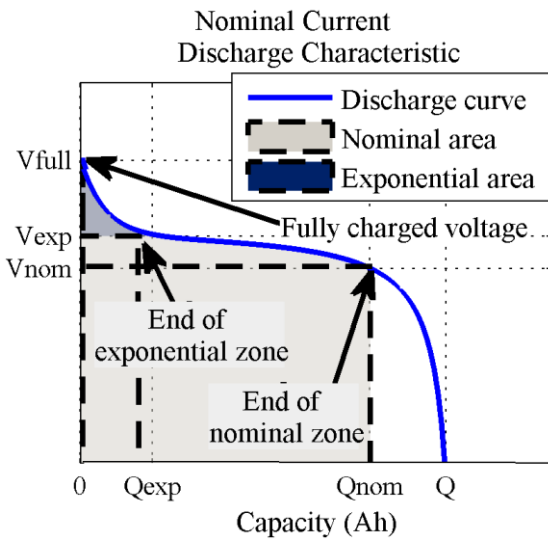 Nominal Current
Discharge Characteristic
Discharge curve
Nominal area
Exponential area
Vfull
Fully charged voltage
Vexp
Vnom
End of
exponential zone
End of
nominal zone
0 Qexp Qnom Q
Capacity (Ah)